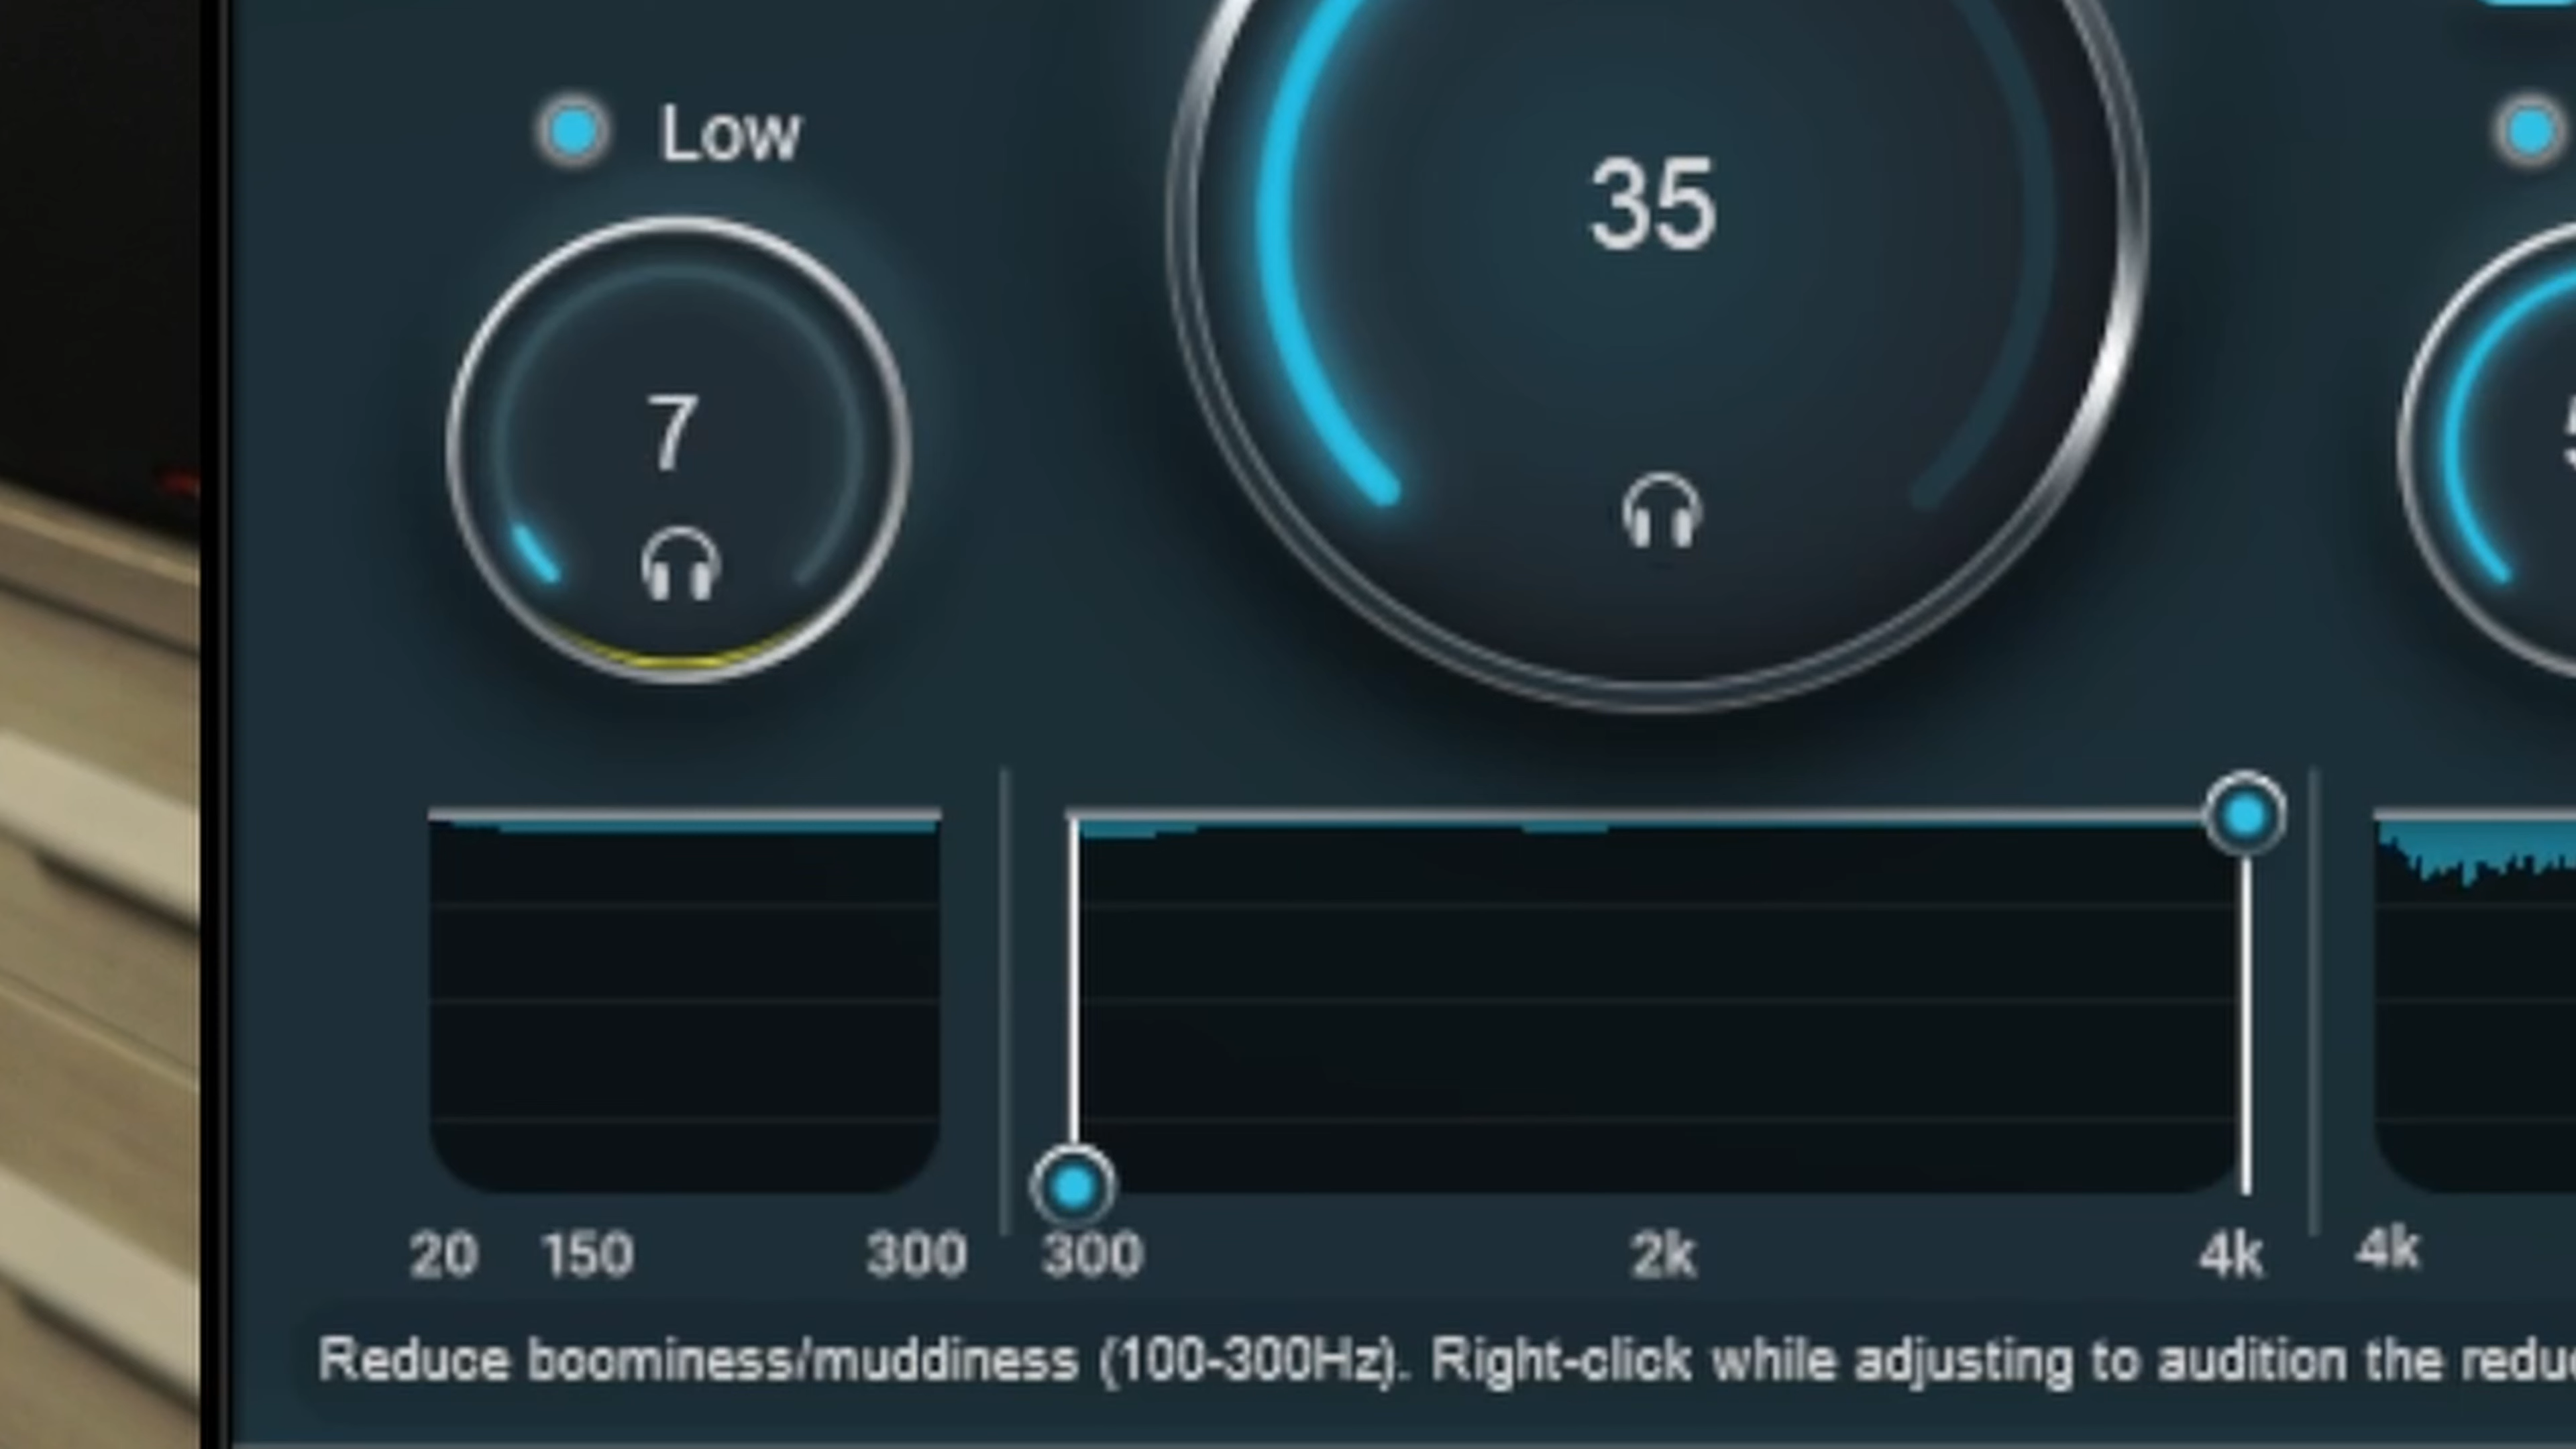 Low
35
7
20 150 300 300 2k 4k 4k
Reduce boominess/muddiness (100-300Hz). Right-click while adjusting to audition the